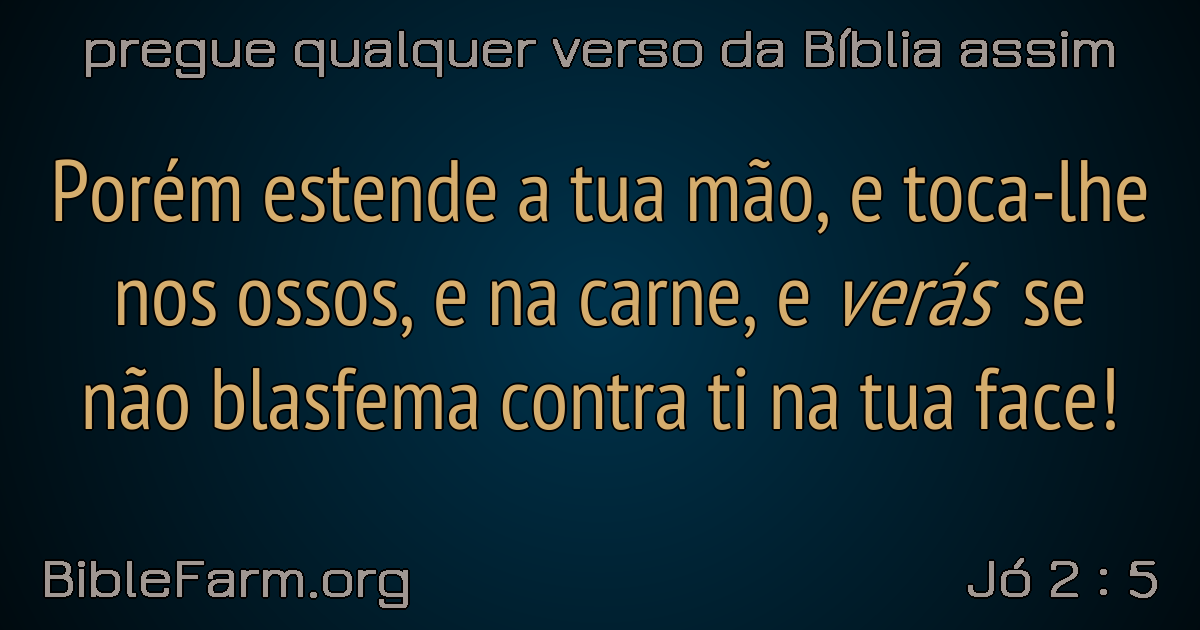 pregue qualquer verso da Bíblia assim
Porém estende a tua mão, e toca-lhe
nos ossos, e na carne, e verás se
não blasfema contra ti na tua face!
BibleFarm.org
Jó 2 : 5